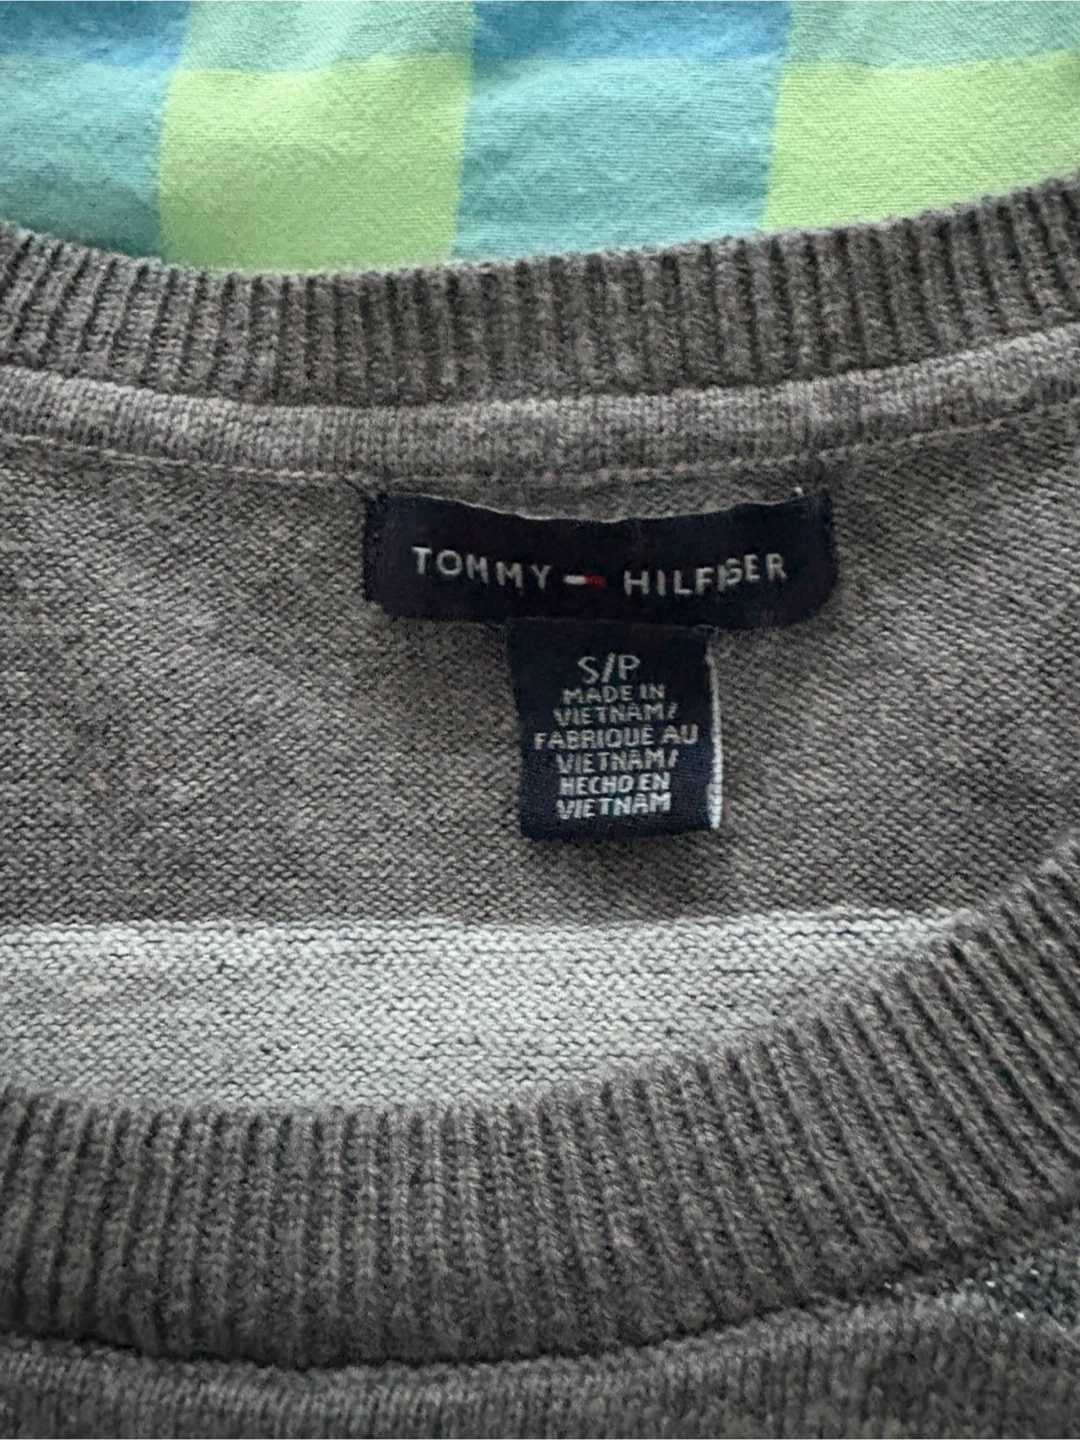 TOMMY HILFIGER
S/P
MADE IN
VIETNAM/
FABRIQUÉ AU
VIETNAM/
HECHO EN
VIETNAM